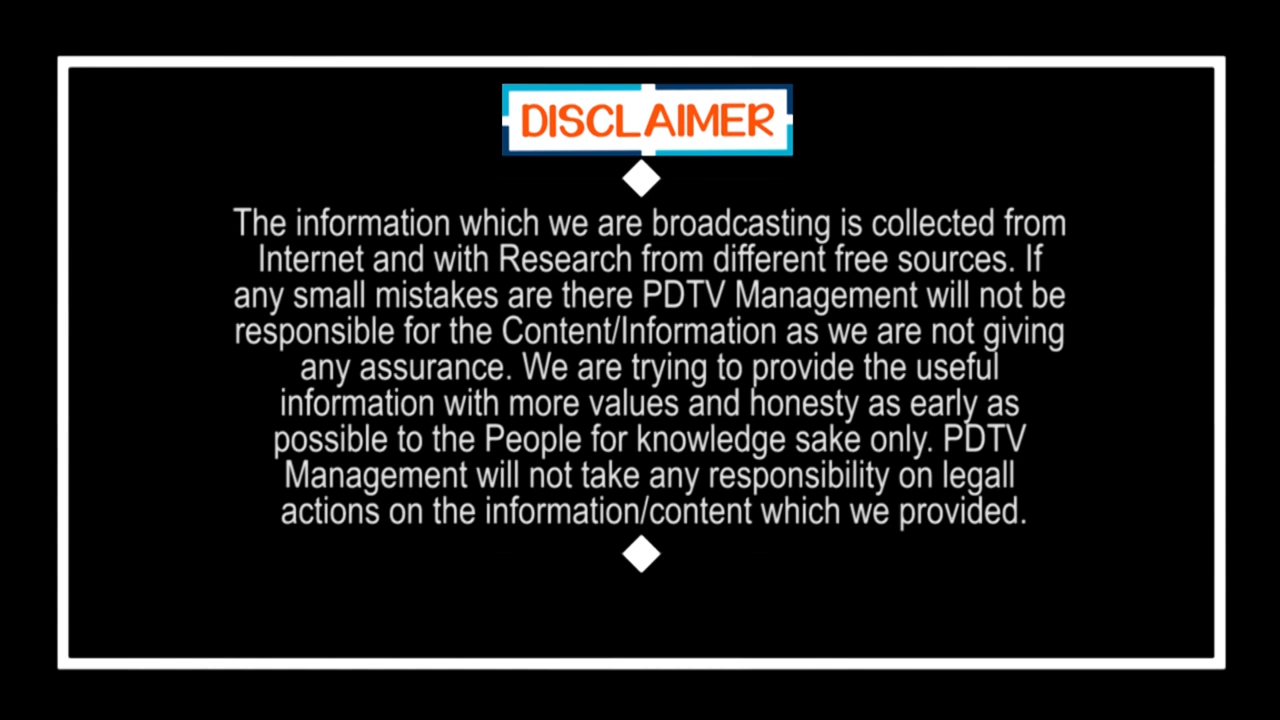 DISCLAIMER
The information which we are broadcasting is collected from
Internet and with Research from different free sources. If
any small mistakes are there PDTV Management will not be
responsible for the Content/Information as we are not giving
any assurance. We are trying to provide the useful
information with more values and honesty as early as
possible to the People for knowledge sake only. PDTV
Management will not take any responsibility on legall
actions on the information/content which we provided.